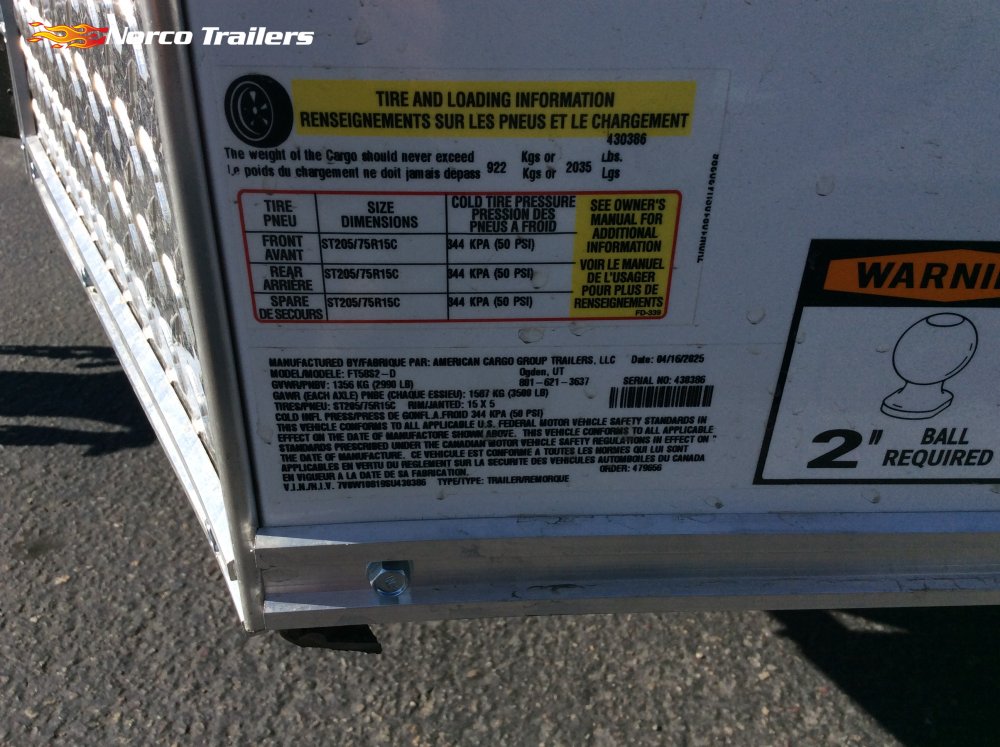 Norco Trailers
TIRE AND LOADING INFORMATION
RENSEIGNEMENTS SUR LES PNEUS ET LE CHARGEMENT
430386
The weight of the Cargo should never exceed 922 Kgs or 2035 Lbs.
Le poids du chargement ne doit jamais depass Kgs or Lgs
TIRE PNEU
SIZE DIMENSIONS
COLD TIRE PRESSURE
PRESSION DES PNEUS A FROID
FRONT AVANT ST205/75R15C 344 KPA (50 PSI)
REAR ARRIÈRE ST205/75R15C 344 KPA (50 PSI)
SPARE DE SECOURS ST205/75R15C 344 KPA (50 PSI)
SEE OWNER'S
MANUAL FOR
ADDITIONAL
INFORMATION
VOIR LE MANUEL
DE L'USAGER
POUR PLUS DE
RENSEIGNEMENTS
FD-339
MANUFACTURED BY/FABRIQUE PAR: AMERICAN CARGO GROUP TRAILERS, LLC Date: 04/16/2025
MODEL/MODELE: FT58S2-D Ogden, UT
GVWR/PNBV: 1356 KG (2990 LB) 801-621-3637 SERIAL NO: 430386
GAWR (EACH AXLE) PNBE (CHAQUE ESSIEU): 1587 KG (3500 LB)
TIRES/PNEU: ST205/75R15C RIM/JANTED: 15 X 5
COLD INFL PRESS/PRESS DE GONFL.A.FROID 344 KPA (50 PSI)
THIS VEHICLE CONFORMS TO ALL APPLICABLE U.S. FEDERAL MOTOR VEHICLE SAFETY STANDARDS IN
EFFECT ON THE DATE OF MANUFACTURE SHOWN ABOVE. THIS VEHICLE CONFORMS TO ALL APPLICABLE
STANDARDS PRESCRIBED UNDER THE CANADIAN MOTOR VEHICLE SAFETY REGULATIONS IN EFFECT ON "
THE DATE OF MANUFACTURE. CE VEHICULE EST CONFORME A TOUTES LES NORMES QUI LUI SONT
APPLICABLES EN VERTU DU REGLEMENT SUR LA SECURITE DES VEHICULES AUTOMOBILES DU CANADA
EN VIGUEUR A LA DATE DE SA FABRICATION. ORDER: 479656
V.I.N./N.I.V. TYPE/TYPE: TRAILER/REMORQUE
WARNI
2" BALL
REQUIRED